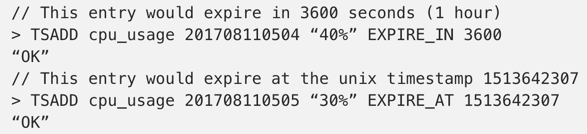 // This entry would expire in 3600 seconds (1 hour)
> TSADD cpu_usage 201708110504 “40%” EXPIRE_IN 3600
“OK”
// This entry would expire at the unix timestamp 1513642307
> TSADD cpu_usage 201708110505 “30%” EXPIRE_AT 1513642307
“OK”